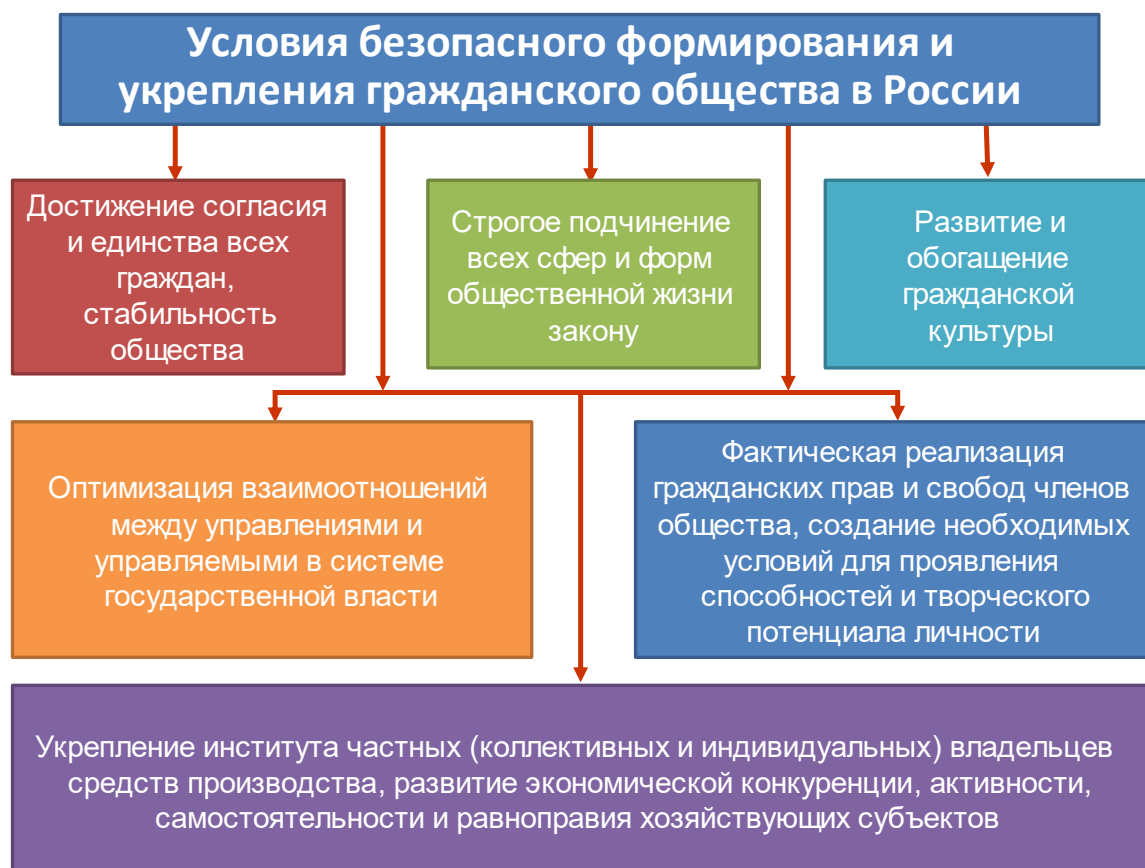 Условия безопасного формирования и
укрепления гражданского общества в России
Достижение согласия
и единства всех
граждан,
стабильность
общества
Строгое подчинение
всех сфер и форм
общественной жизни
закону
Развитие и
обогащение
гражданской
культуры
Оптимизация взаимоотношений
между управлениями и
управляемыми в системе
государственной власти
Фактическая реализация
гражданских прав и свобод членов
общества, создание необходимых
условий для проявления
способностей и творческого
потенциала личности
Укрепление института частных (коллективных и индивидуальных) владельцев
средств производства, развитие экономической конкуренции, активности,
самостоятельности и равноправия хозяйствующих субъектов